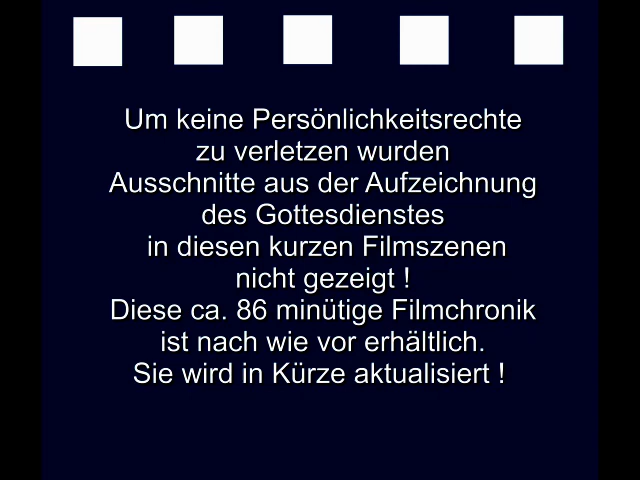 Um keine Persönlichkeitsrechte
zu verletzen wurden
Ausschnitte aus der Aufzeichnung
des Gottesdienstes
in diesen kurzen Filmszenen
nicht gezeigt !
Diese ca. 86 minütige Filmchronik
ist nach wie vor erhältlich.
Sie wird in Kürze aktualisiert !